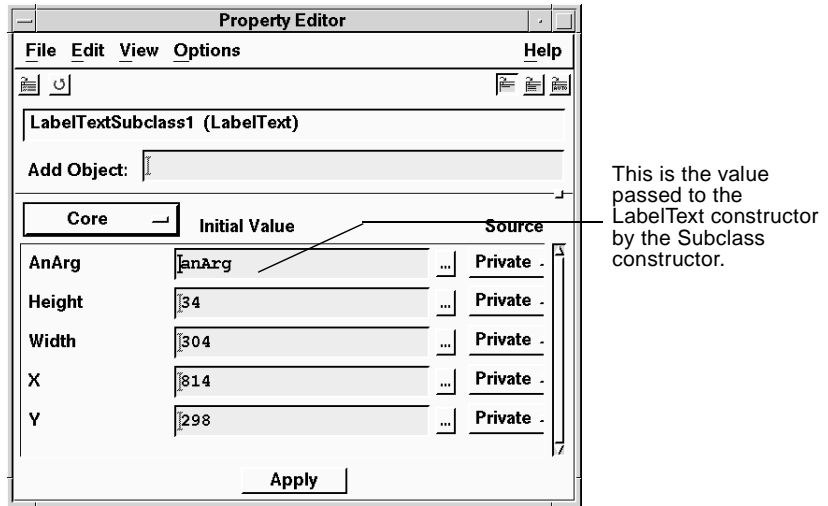 Property Editor
File Edit View Options Help
AUTO
LabelTextSubclass1 (LabelText)
Add Object:
Core Initial Value Source
AnArg anArg ... Private
Height 34 ... Private
Width 304 ... Private
X 814 ... Private
Y 298 ... Private
Apply
This is the value
passed to the
LabelText constructor
by the Subclass
constructor.